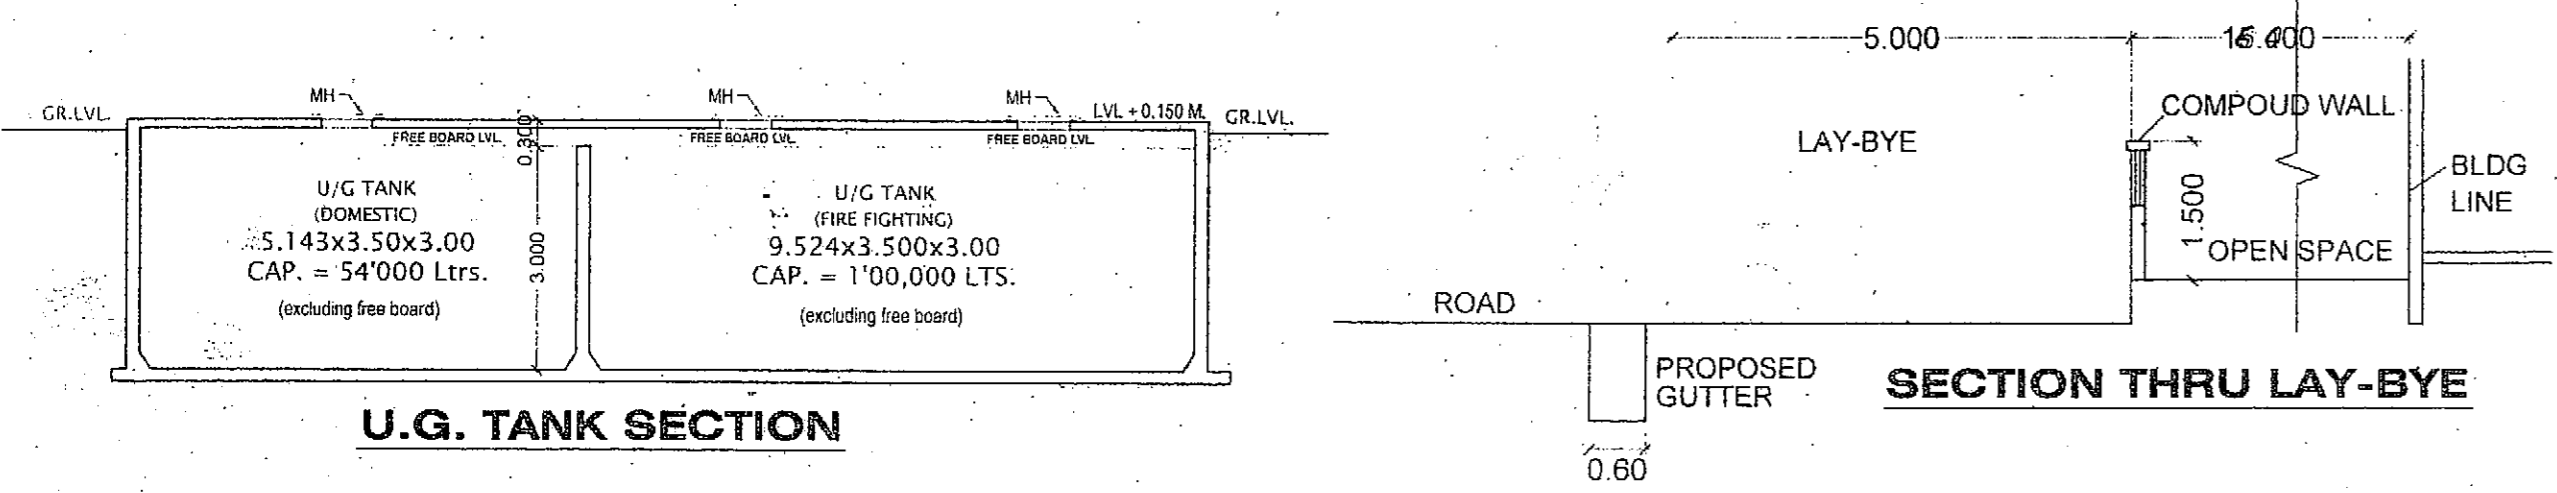 GR.LVL.
MH
FREE BOARD LVL.
0.300
MH
FREE BOARD LVL.
MH
FREE BOARD LVL.
LVL + 0.150 M.
GR.LVL.
U/G TANK
(DOMESTIC)
5.143x3.50x3.00
CAP. = 54'000 Ltrs.
(excluding free board)
3.000
U/G TANK
(FIRE FIGHTING)
9.524x3.500x3.00
CAP. = 1'00,000 LTS.
(excluding free board)
U.G. TANK SECTION
5.000
COMPOUD WALL
LAY-BYE
1.500
BLDG
LINE
OPEN SPACE
ROAD
PROPOSED
GUTTER
0.60
SECTION THRU LAY-BYE